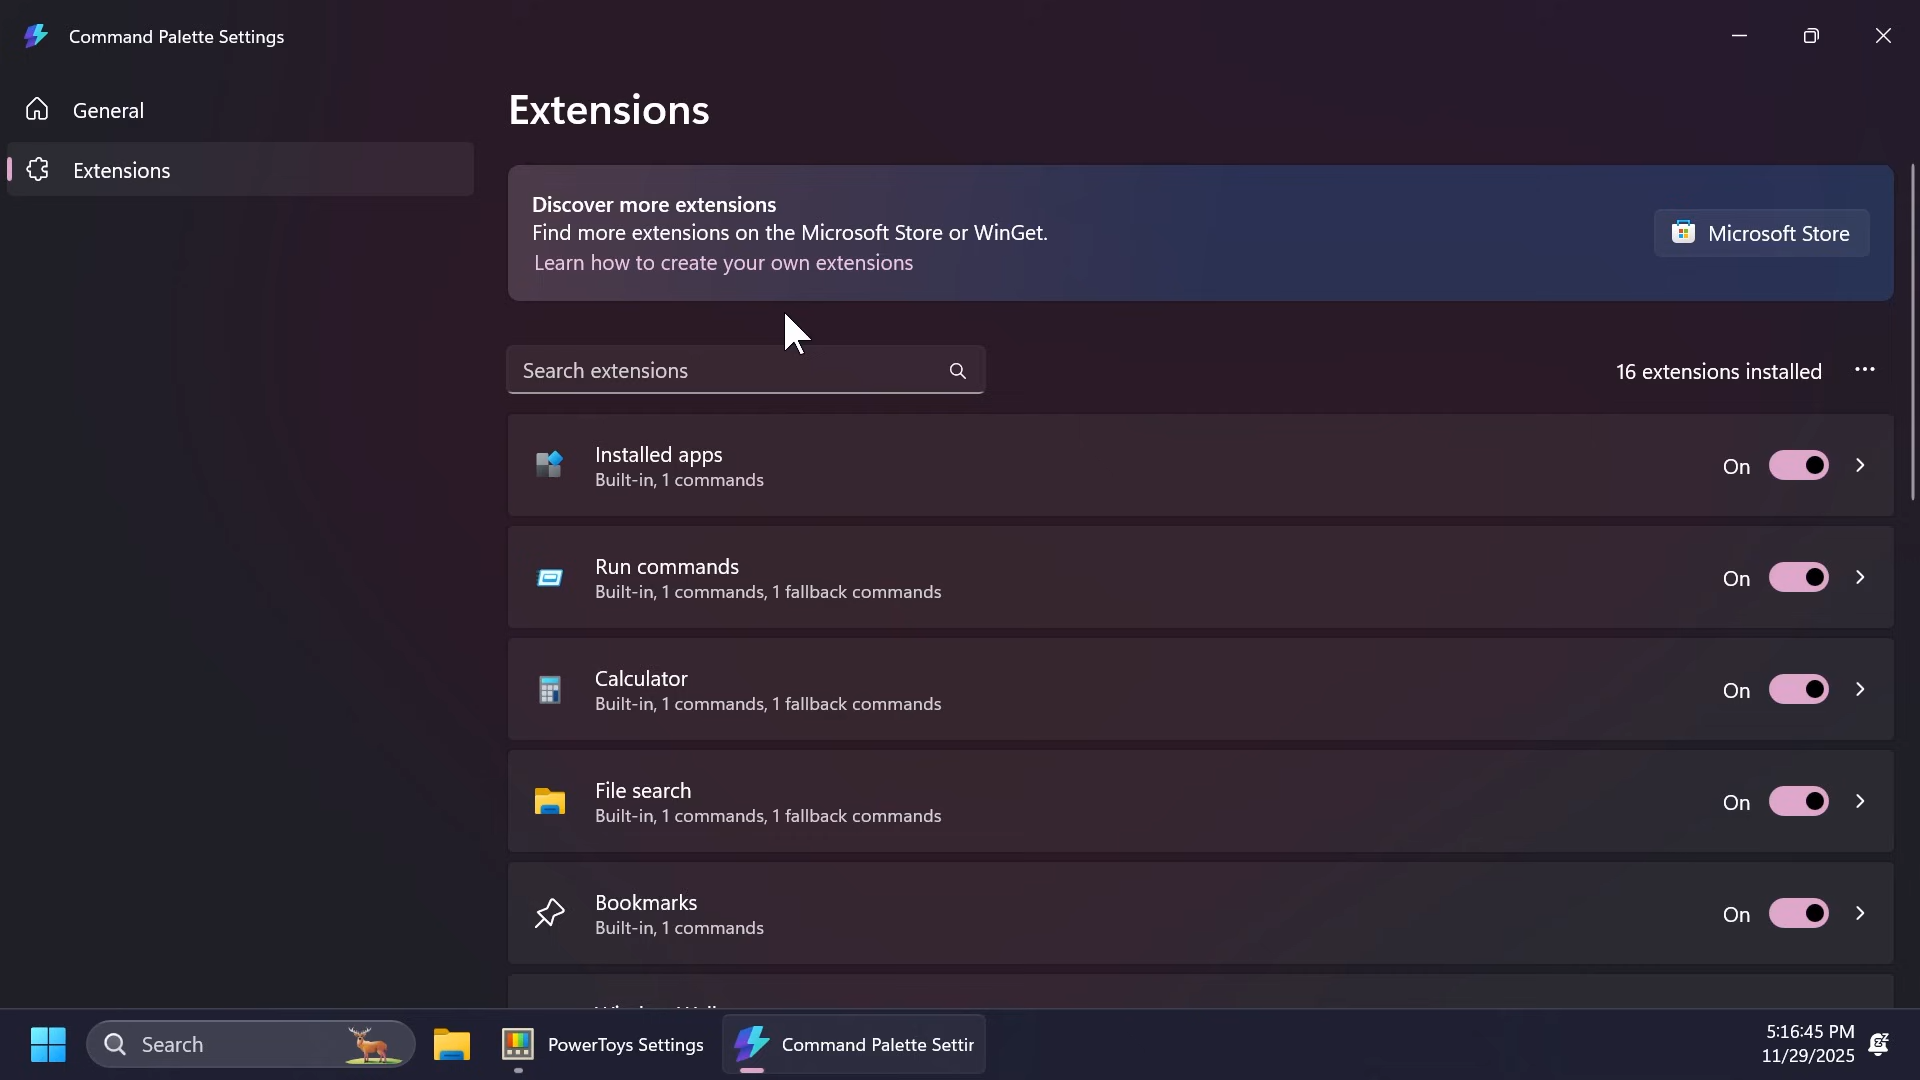 Command Palette Settings
General
Extensions
Extensions
Discover more extensions
Find more extensions on the Microsoft Store or WinGet.
Learn how to create your own extensions
Microsoft Store
Search extensions
16 extensions installed
Installed apps
Built-in, 1 commands
On
Run commands
Built-in, 1 commands, 1 fallback commands
On
Calculator
Built-in, 1 commands, 1 fallback commands
On
File search
Built-in, 1 commands, 1 fallback commands
On
Bookmarks
Built-in, 1 commands
On
Search
PowerToys Settings
Command Palette Settin
5:16:45 PM
11/29/2025